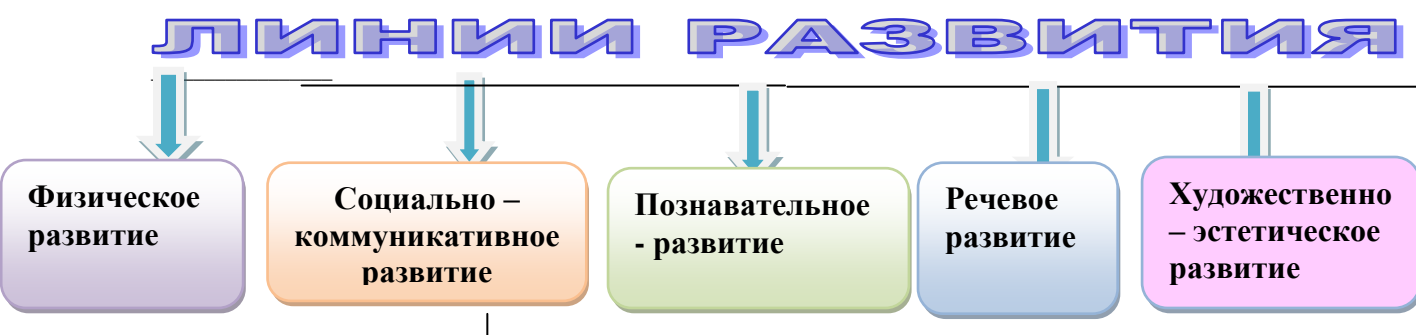 ЛИНИИ РАЗВИТИЯ
Физическое
развитие
Социально –
коммуникативное
развитие
Познавательное
- развитие
Речевое
развитие
Художественно
– эстетическое
развитие